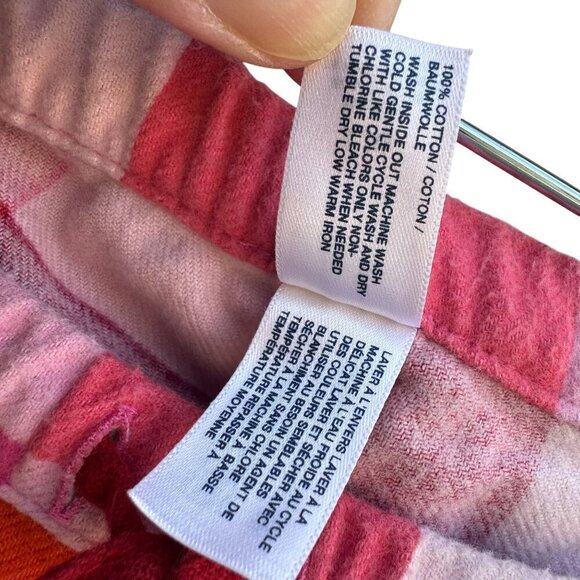 100% COTTON / COTON /
BAUMWOLLE
WASH INSIDE OUT MACHINE WASH
COLD GENTLE CYCLE WASH AND DRY
WITH LIKE COLORS ONLY NON-
CHLORINE BLEACH WHEN NEEDED
TUMBLE DRY LOW WARM IRON
LAVER À L'ENVERS LAVER À LA
MACHINE À L'EAU FROIDE AU CYCLE
DÉLICAT LAVER ET SÉCHER AVEC
DES COULEURS SEMBLABLES
UTILISER AU BESOIN UN AGENT DE
BLANCHIMENT SANS CHLORE
SÉCHER À LA MACHINE À BASSE
TEMPÉRATURE REPASSER À
TEMPÉRATURE MOYENNE